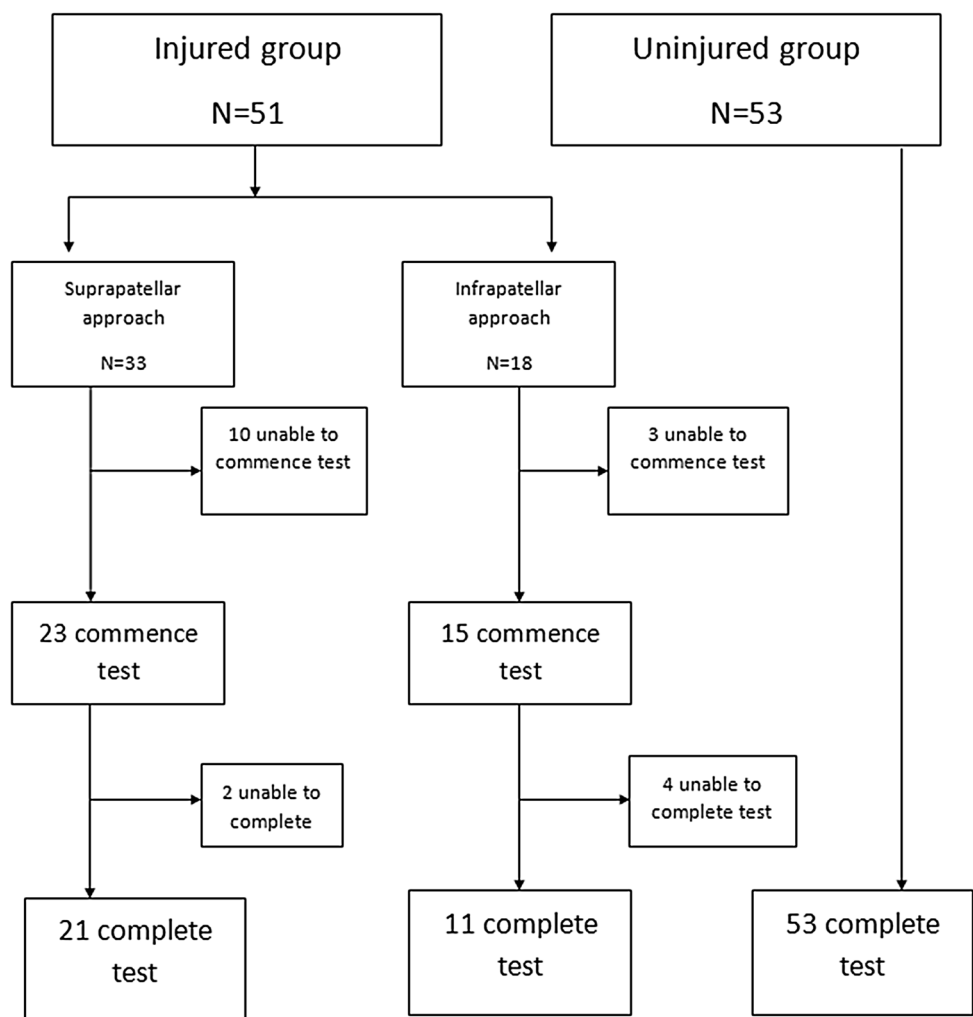 Injured group
N=51
Uninjured group
N=53
Suprapatellar
approach
N=33
Infrapatellar
approach
N=18
10 unable to
commence test
3 unable to
commence test
23 commence
test
15 commence
test
2 unable to
complete
4 unable to
complete test
21 complete
test
11 complete
test
53 complete
test